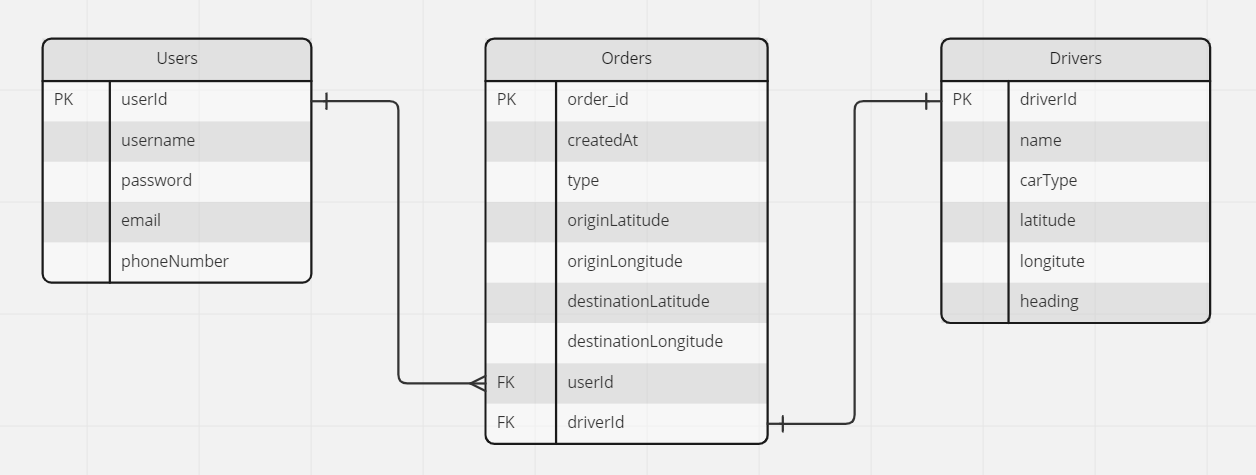 Users
PK userId
username
password
email
phoneNumber
Orders
PK order_id
createdAt
type
originLatitude
originLongitude
destinationLatitude
destinationLongitude
FK userId
FK driverId
Drivers
PK driverId
name
carType
latitude
longitute
heading